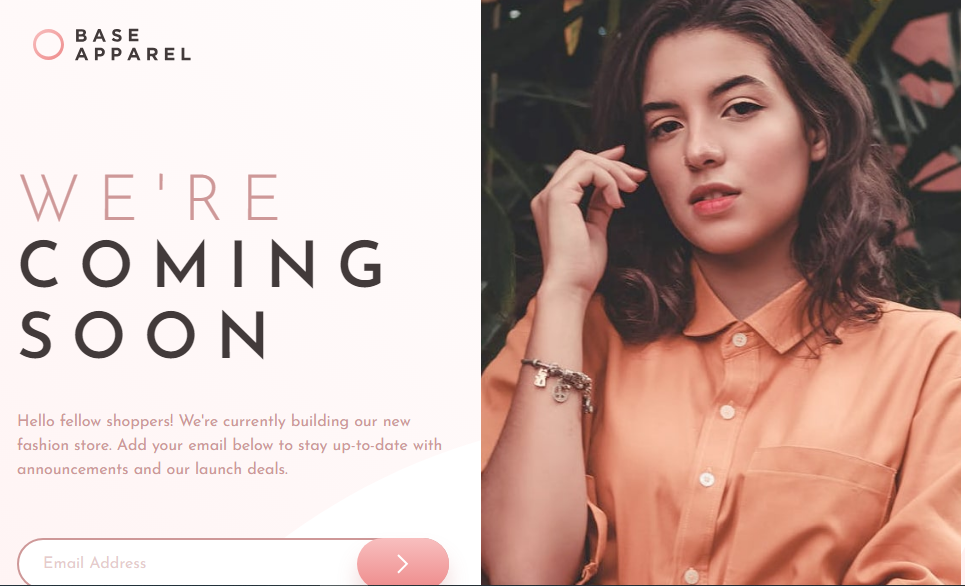 BASE
APPAREL
WE'RE
COMING
SOON
Hello fellow shoppers! We're currently building our new
fashion store. Add your email below to stay up-to-date with
announcements and our launch deals.
Email Address